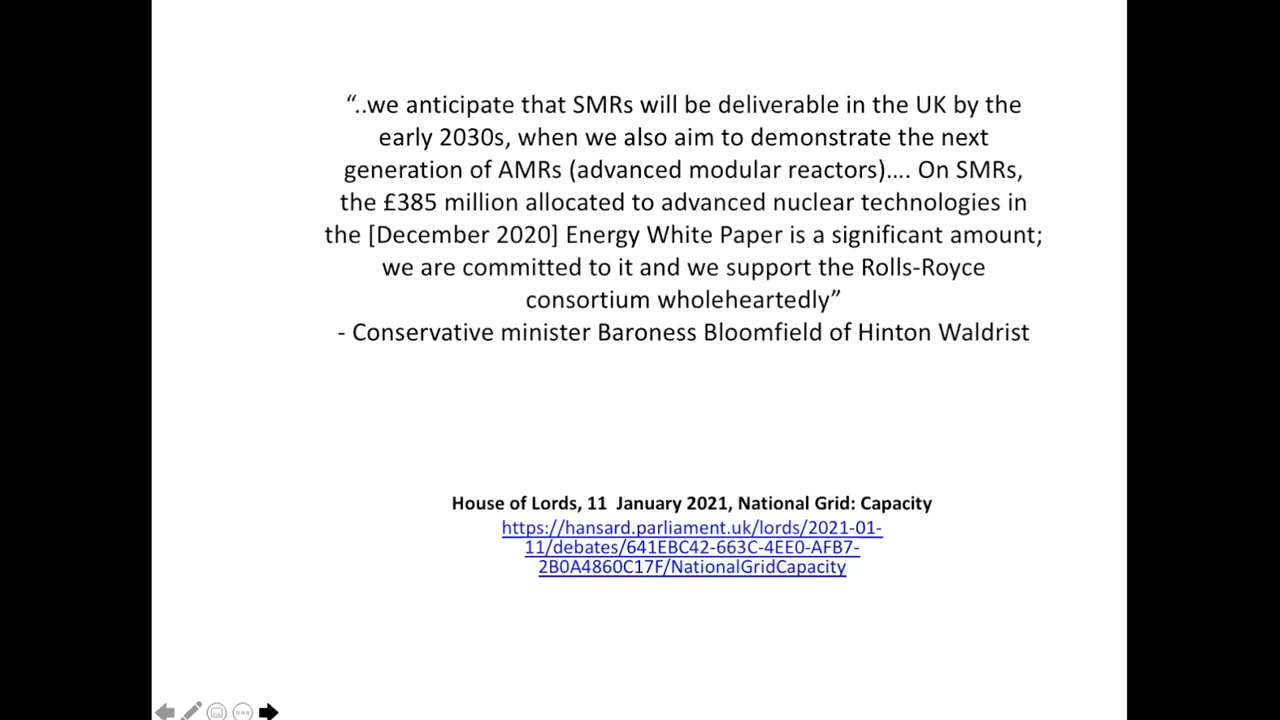 “..we anticipate that SMRs will be deliverable in the UK by the
early 2030s, when we also aim to demonstrate the next
generation of AMRs (advanced modular reactors)…. On SMRs,
the £385 million allocated to advanced nuclear technologies in
the [December 2020] Energy White Paper is a significant amount;
we are committed to it and we support the Rolls-Royce
consortium wholeheartedly”
- Conservative minister Baroness Bloomfield of Hinton Waldrist
House of Lords, 11  January 2021, National Grid: Capacity
https://hansard.parliament.uk/lords/2021-01-
11/debates/641EBC42-663C-4EE0-AFB7-
2B0A4860C17F/NationalGridCapacity